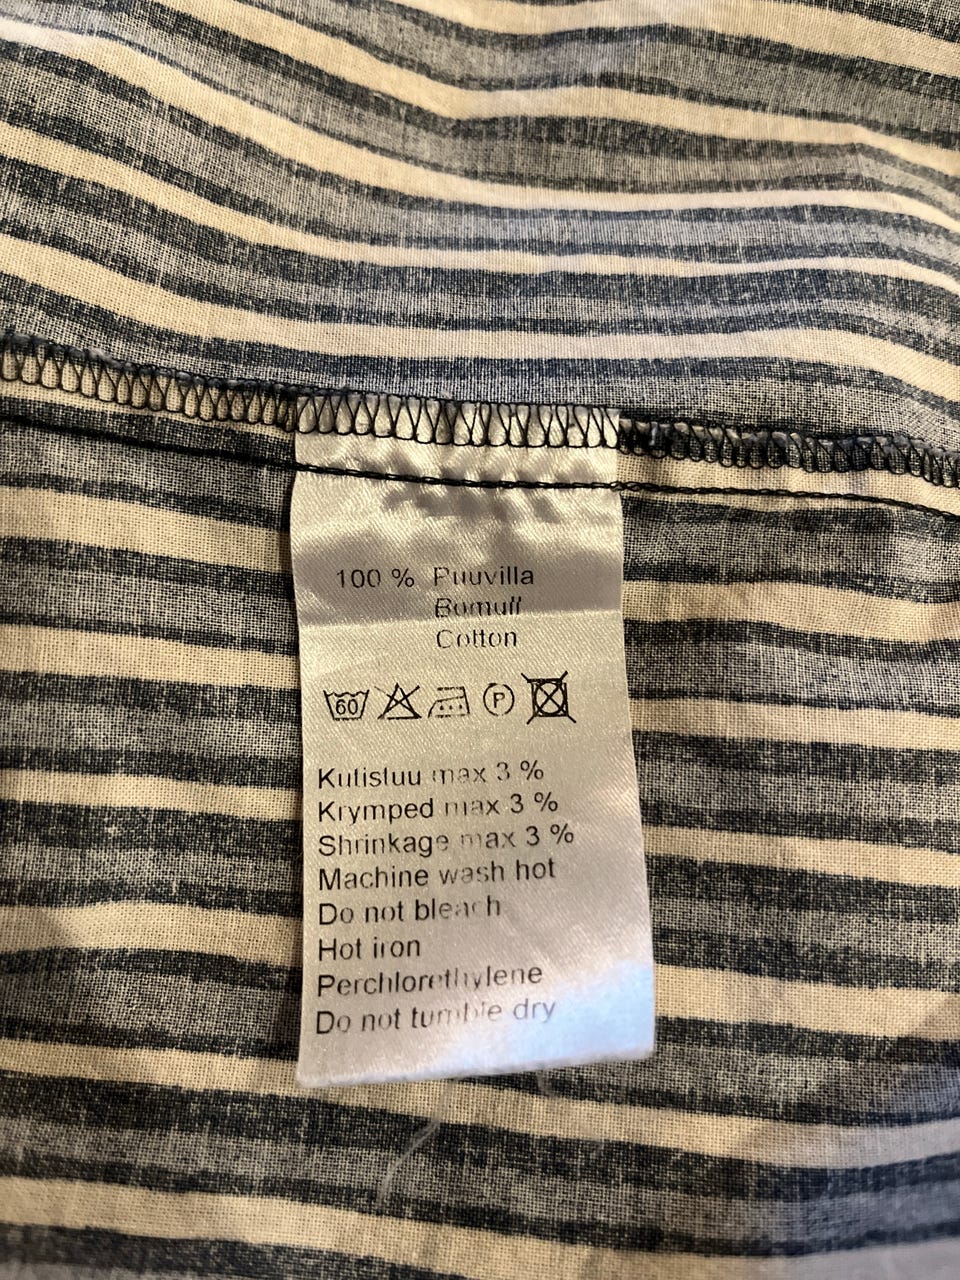 100 % Puuvilla
Bomull
Cotton
60 P
Kutistuu max 3 %
Krymped max 3 %
Shrinkage max 3 %
Machine wash hot
Do not bleach
Hot iron
Perchlorethylene
Do not tumble dry